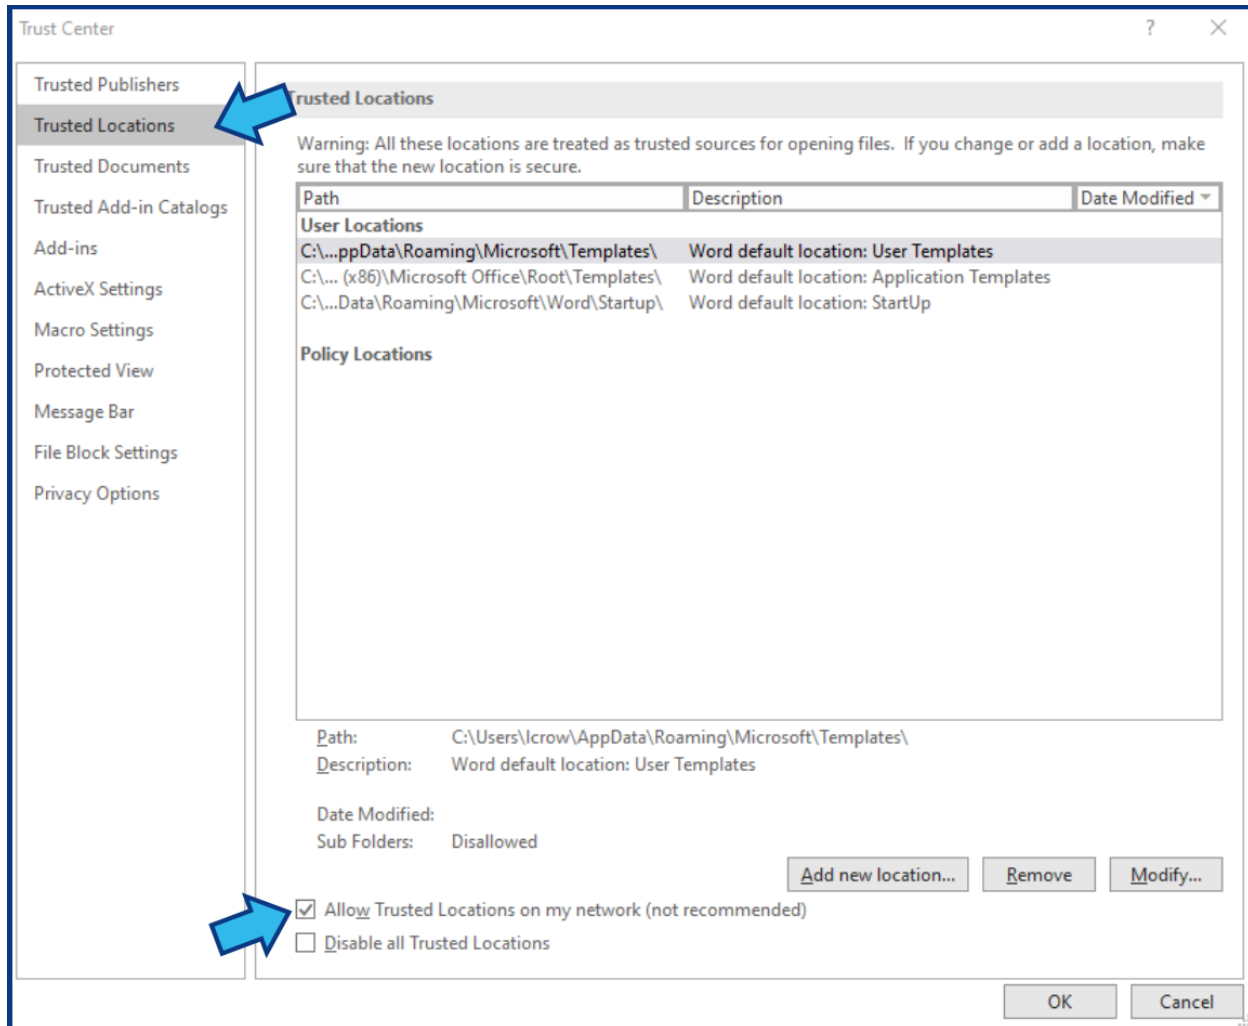 Trust Center ?
Trusted Publishers
Trusted Locations
Trusted Documents
Trusted Add-in Catalogs
Add-ins
ActiveX Settings
Macro Settings
Protected View
Message Bar
File Block Settings
Privacy Options
Trusted Locations
Warning: All these locations are treated as trusted sources for opening files. If you change or add a location, make
sure that the new location is secure.
Path Description Date Modified
User Locations
C:\...ppData\Roaming\Microsoft\Templates\ Word default location: User Templates
C:\... (x86)\Microsoft Office\Root\Templates\ Word default location: Application Templates
C:\...Data\Roaming\Microsoft\Word\Startup\ Word default location: StartUp
Policy Locations
Path: C:\Users\lcrow\AppData\Roaming\Microsoft\Templates\
Description: Word default location: User Templates
Date Modified:
Sub Folders: Disallowed
Add new location... Remove Modify...
Allow Trusted Locations on my network (not recommended)
Disable all Trusted Locations
OK Cancel